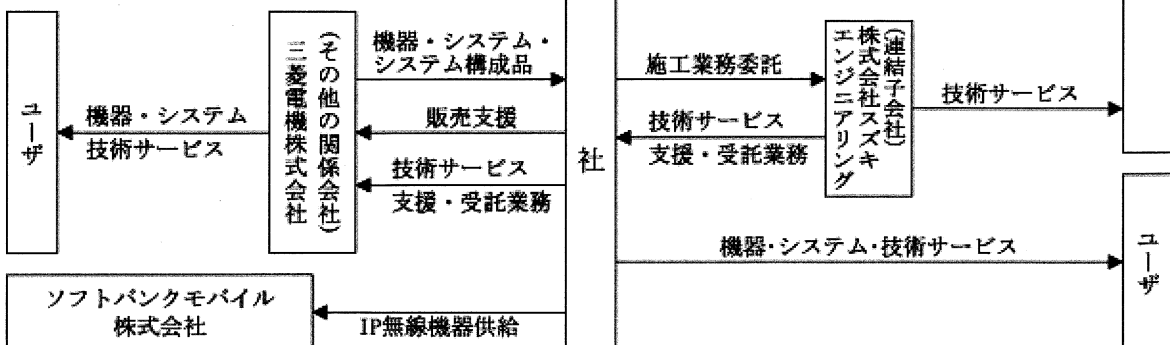 ユーザ
機器・システム
技術サービス
(その他の関係会社)
三菱電機株式会社
機器・システム・
システム構成品
販売支援
技術サービス
支援・受託業務
ソフトバンクモバイル
株式会社
IP無線機器供給
社
施工業務委託
技術サービス
支援・受託業務
(連結子会社)
株式会社スズキ
エンジニアリング
技術サービス
機器・システム・技術サービス
ユーザ